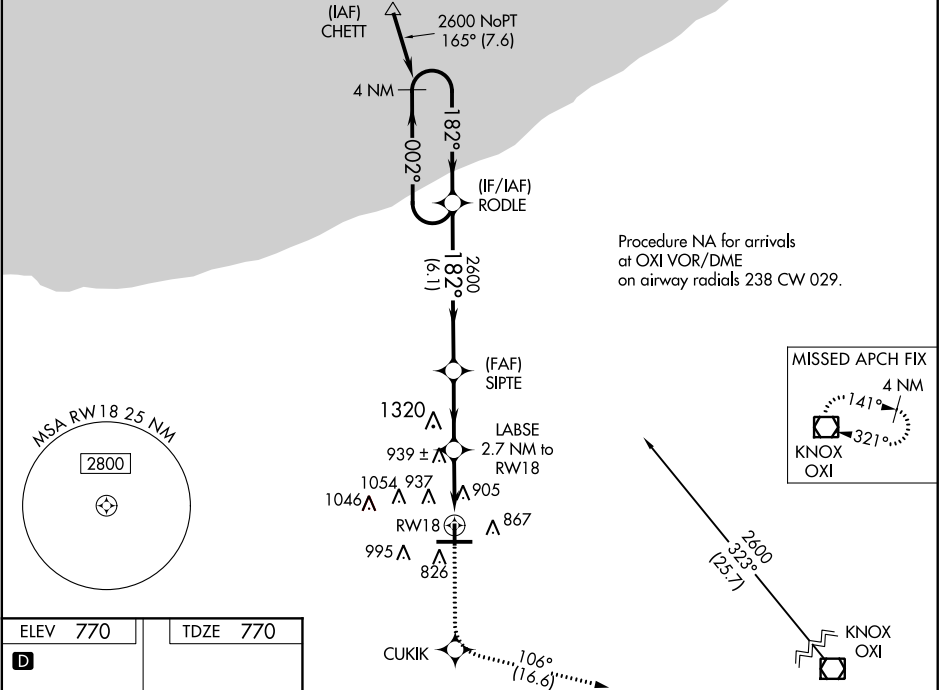 (IAF)
CHETT
2600 NoPT
165° (7.6)
4 NM
182°
002°
(IF/IAF)
RODLE
2600
182°
(6.1)
Procedure NA for arrivals
at OXI VOR/DME
on airway radials 238 CW 029.
(FAF)
SIPTE
MISSED APCH FIX
4 NM
141°
321°
KNOX
OXI
MSA RW18 25 NM
2800
1320
LABSE
2.7 NM to
RW18
939 ±
1054
937
905
1046
RW18
867
995
826
2600
323°
(25.7)
KNOX
OXI
CUKIK
106°
(16.6)
ELEV 770
TDZE 770
D